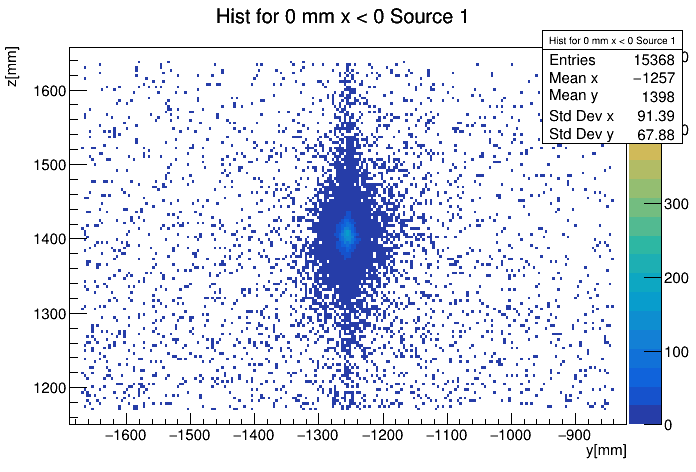 Hist for 0 mm x < 0 Source 1
z[mm]
Hist for 0 mm x < 0 Source 1
Entries 15368
Mean x −1257
Mean y 1398
Std Dev x 91.39
Std Dev y 67.88
1600
1500
1400
1300
1200
300
200
100
0
−1600 −1500 −1400 −1300 −1200 −1100 −1000 −900
y[mm]